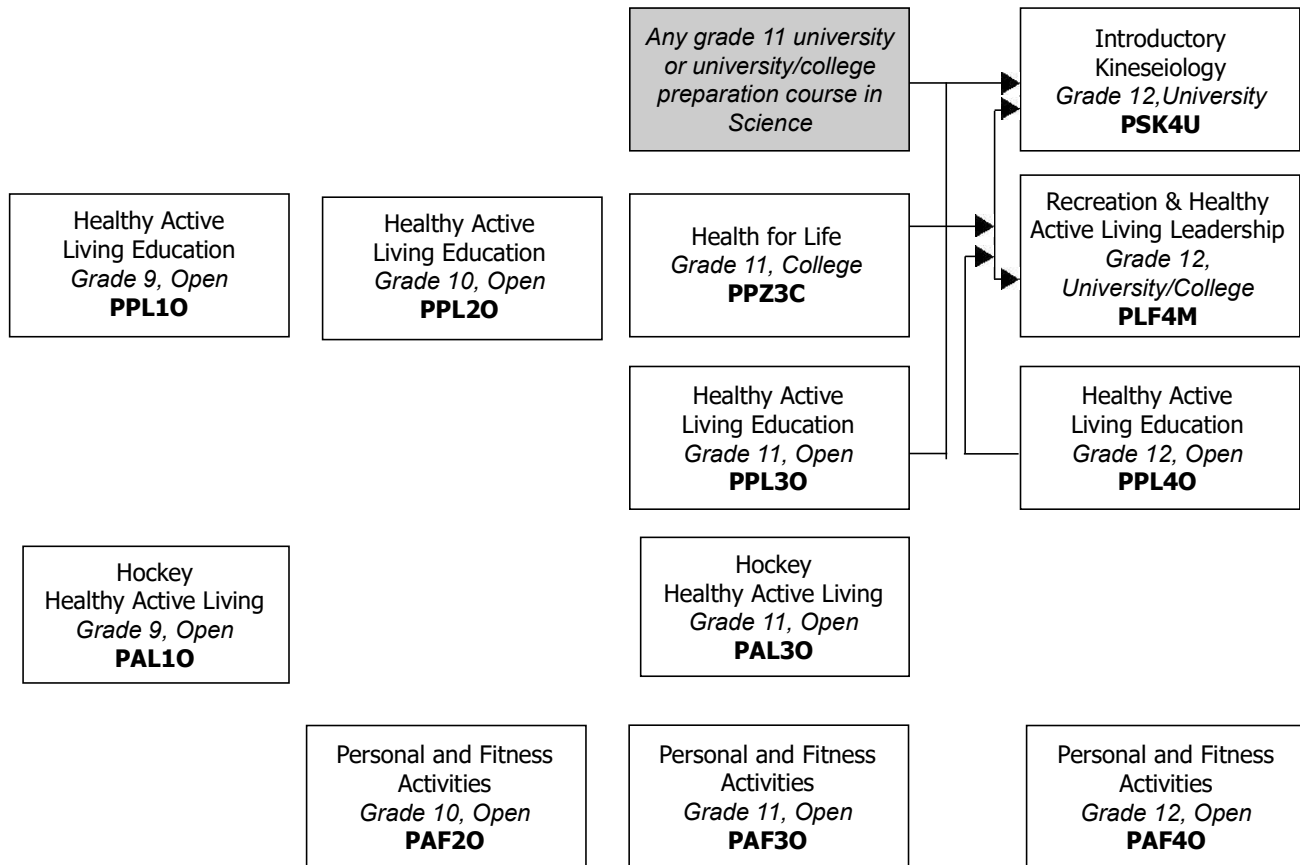 Any grade 11 university
or university/college
preparation course in
Science
Introductory
Kineseiology
Grade 12,University
PSK4U
Healthy Active
Living Education
Grade 9, Open
PPL1O
Healthy Active
Living Education
Grade 10, Open
PPL2O
Health for Life
Grade 11, College
PPZ3C
Recreation & Healthy
Active Living Leadership
Grade 12,
University/College
PLF4M
Healthy Active
Living Education
Grade 11, Open
PPL3O
Healthy Active
Living Education
Grade 12, Open
PPL4O
Hockey
Healthy Active Living
Grade 9, Open
PAL1O
Hockey
Healthy Active Living
Grade 11, Open
PAL3O
Personal and Fitness
Activities
Grade 10, Open
PAF2O
Personal and Fitness
Activities
Grade 11, Open
PAF3O
Personal and Fitness
Activities
Grade 12, Open
PAF4O